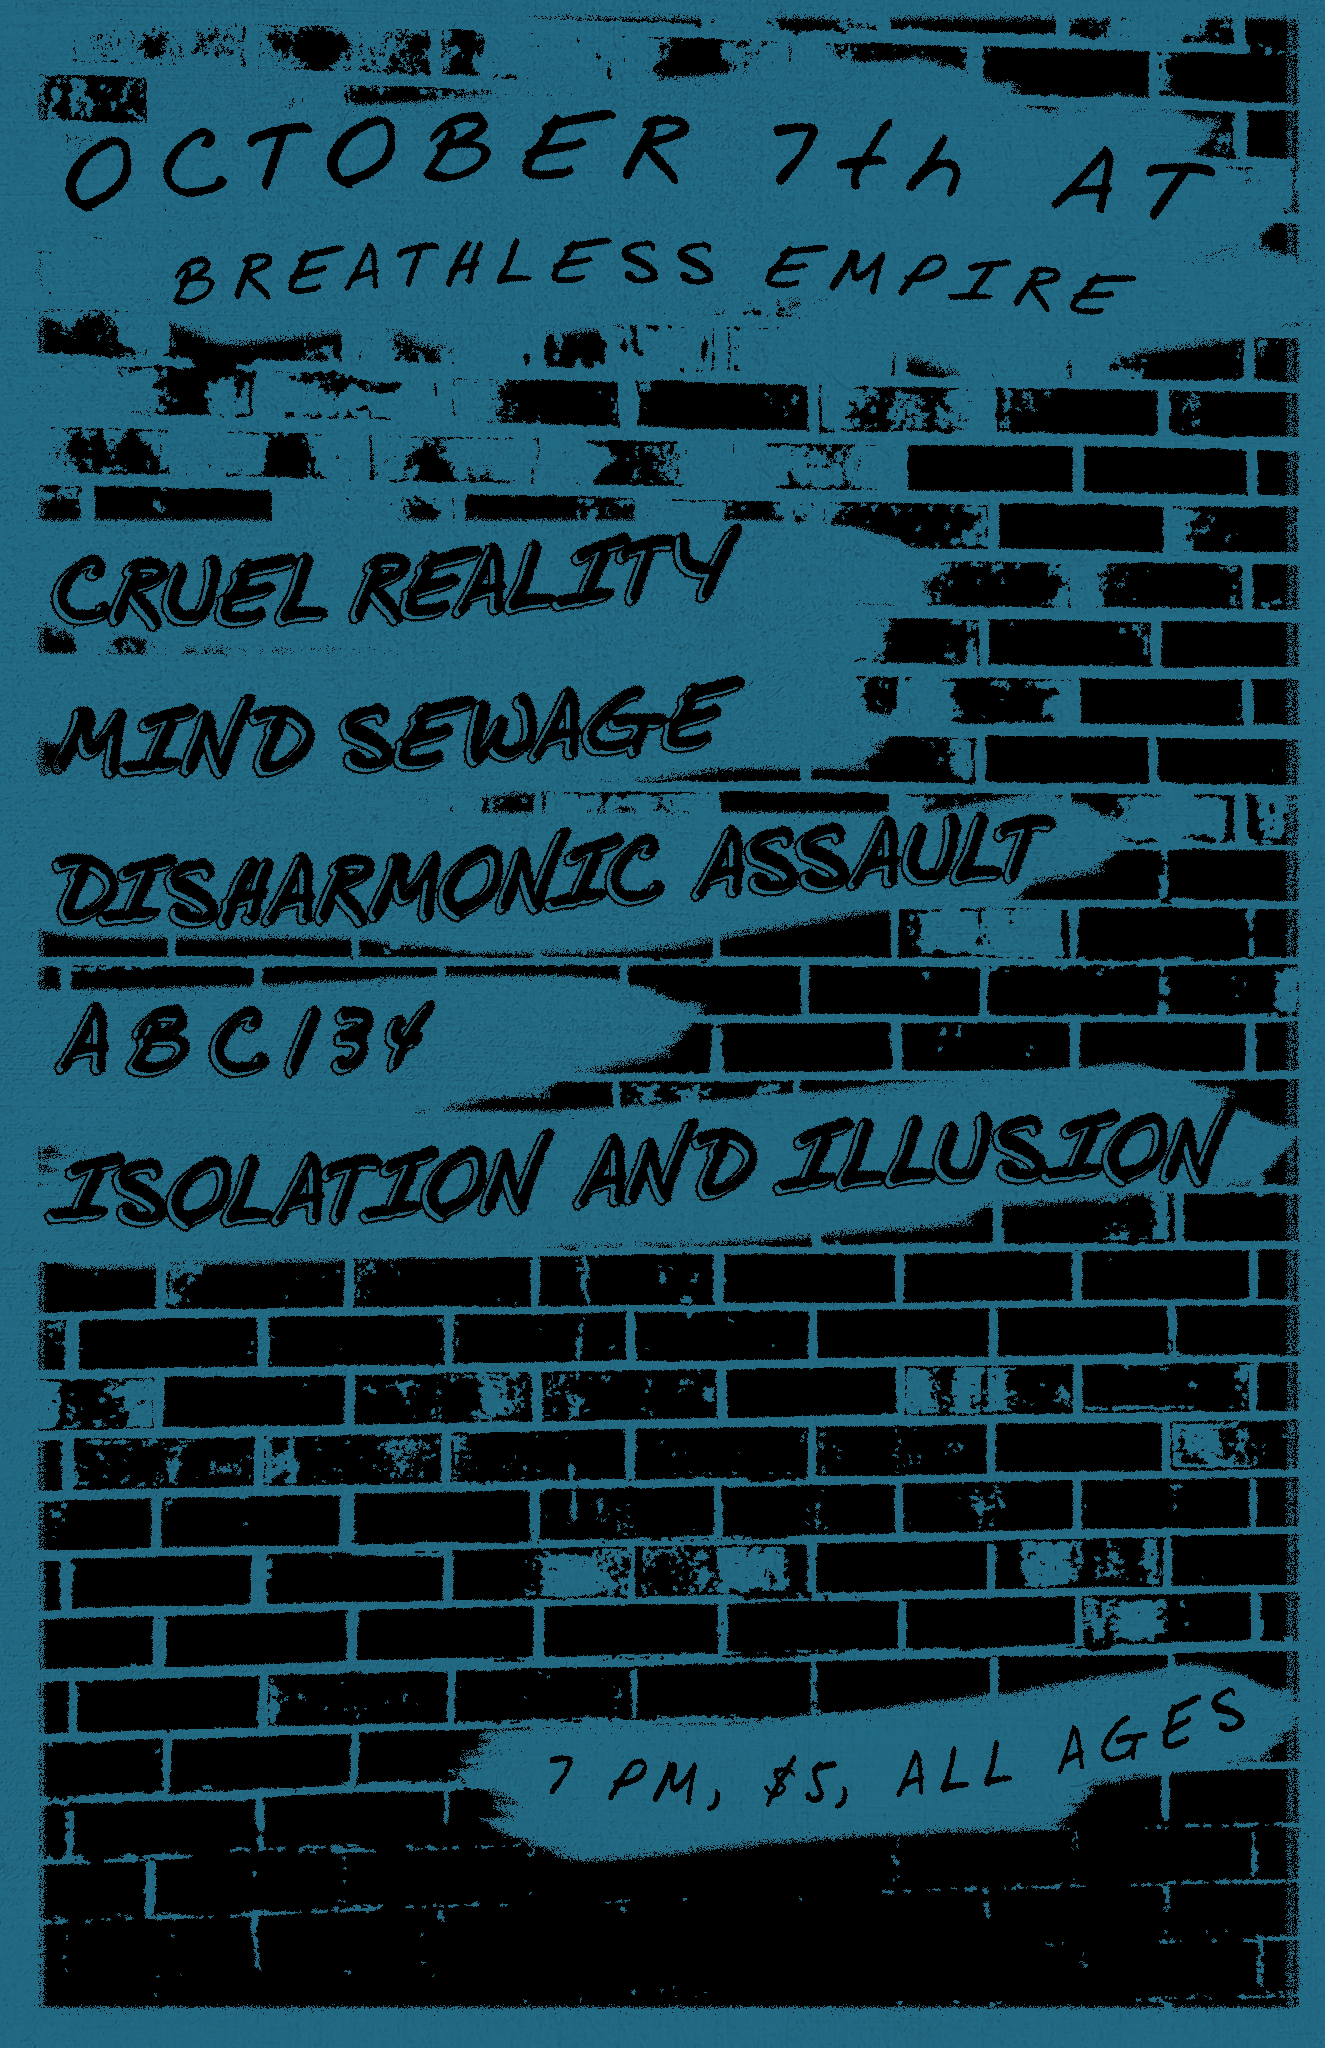 OCTOBER 7th AT
BREATHLESS EMPIRE
CRUEL REALITY
MIND SEWAGE
DISHARMONIC ASSAULT
ABC134
ISOLATION AND ILLUSION
7 PM, $5, ALL AGES